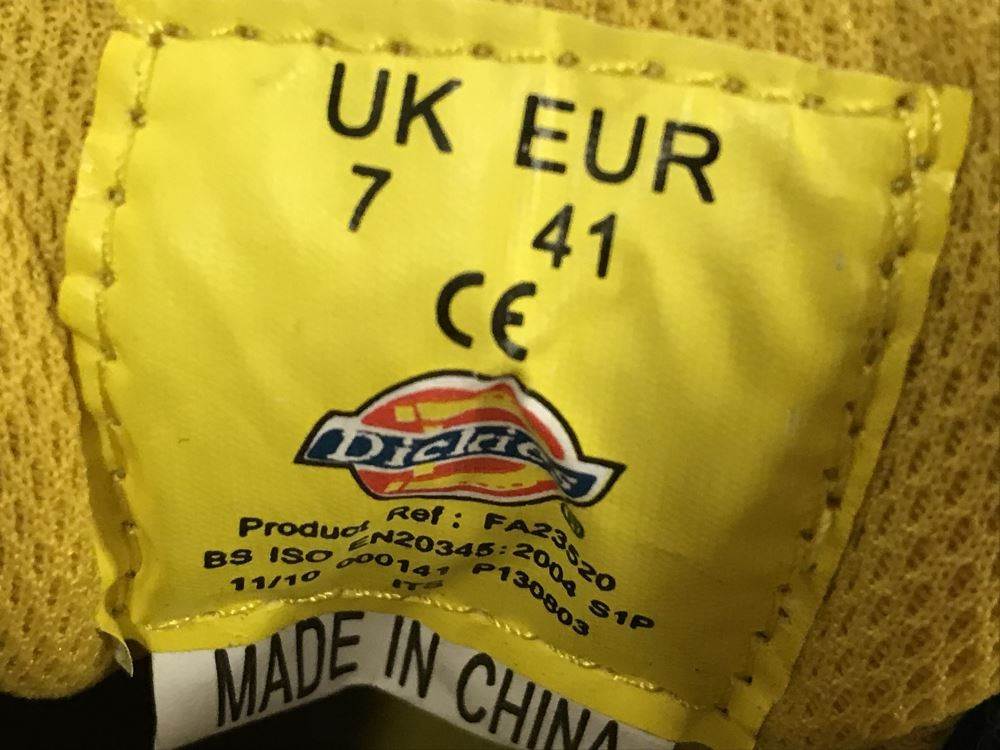 UK EUR
7 41
CE
Dickies
Product Ref: FA23520
BS ISO EN20345:2004 S1P
11/10 000141 P130803
ITS
MADE IN CHINA